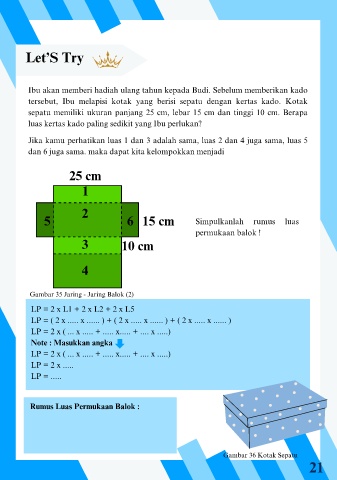 Let'S Try
Ibu akan memberi hadiah ulang tahun kepada Budi. Sebelum memberikan kado
tersebut, Ibu melapisi kotak yang berisi sepatu dengan kertas kado. Kotak
sepatu memiliki ukuran panjang 25 cm, lebar 15 cm dan tinggi 10 cm. Berapa
luas kertas kado paling sedikit yang Ibu perlukan?
Jika kamu perhatikan luas 1 dan 3 adalah sama, luas 2 dan 4 juga sama, luas 5
dan 6 juga sama. maka dapat kita kelompokkan menjadi
25 cm
1
2
5
6 15 cm
3
10 cm
4
Simpulkanlah rumus luas
permukaan balok !
Gambar 35 Jaring - Jaring Balok (2)
LP = 2 x L1 + 2 x L2 + 2 x L5
LP = ( 2 x ..... x ...... ) + ( 2 x ..... x ...... ) + ( 2 x ..... x ...... )
LP = 2 x ( ... x ..... + ..... x..... + .... x .....)
Note : Masukkan angka
LP = 2 x ( ... x ..... + ..... x..... + .... x .....)
LP = 2 x .....
LP = .....
Rumus Luas Permukaan Balok :
Gambar 36 Kotak Sepatu
21